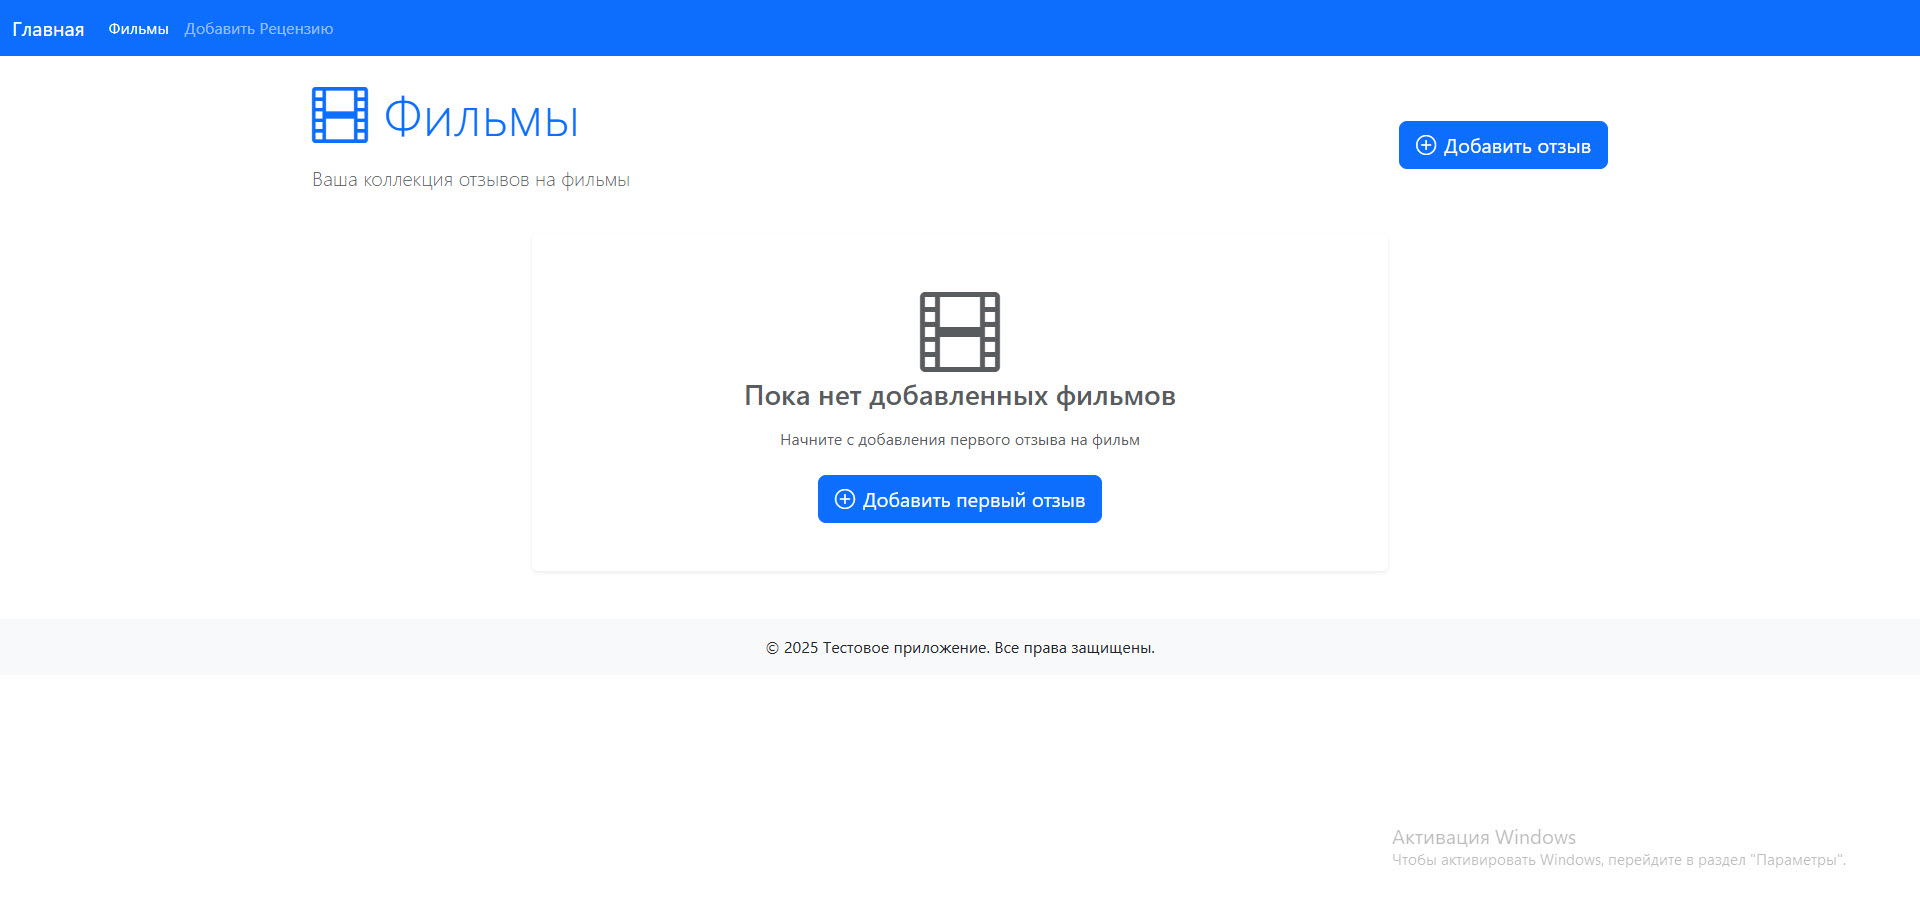 Главная Фильмы Добавить Рецензию
Фильмы
Добавить отзыв
Ваша коллекция отзывов на фильмы
Пока нет добавленных фильмов
Начните с добавления первого отзыва на фильм
Добавить первый отзыв
© 2025 Тестовое приложение. Все права защищены.
Активация Windows
Чтобы активировать Windows, перейдите в раздел "Параметры".